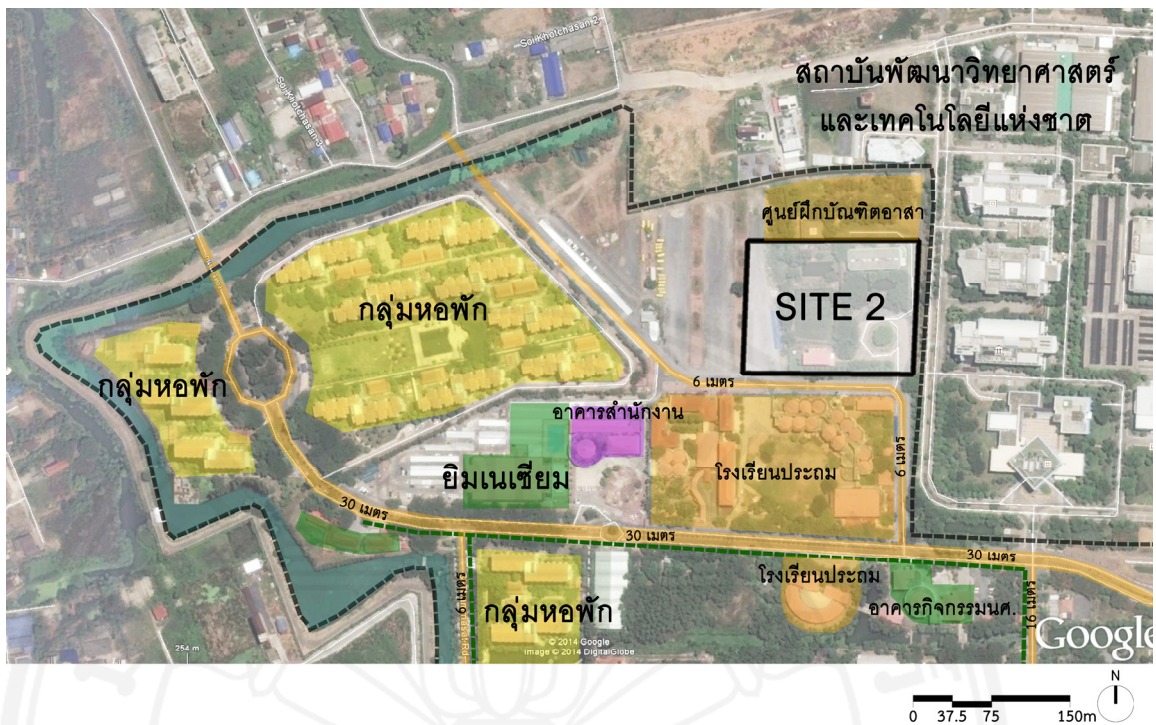 Soi Khotchasan 2
Soi Khotchasan 3
สถาบันพัฒนาวิทยาศาสตร์
และเทคโนโลยีแห่งชาต
ศูนย์ฝึกบัณฑิตอาสา
SITE 2
กลุ่มหอพัก
กลุ่มหอพัก
6 เมตร
อาคารสำนักงาน
6 เมตร
โรงเรียนประถม
ยิมเนเซียม
30 เมตร
30 เมตร
30 เมตร
โรงเรียนประถม
6 เมตร
กลุ่มหอพัก
อาคารกิจกรรมนศ.
16 เมตร
© 2014 Google
Image © 2014 DigitalGlobe
Google
254 m
N
0 37.5 75 150m